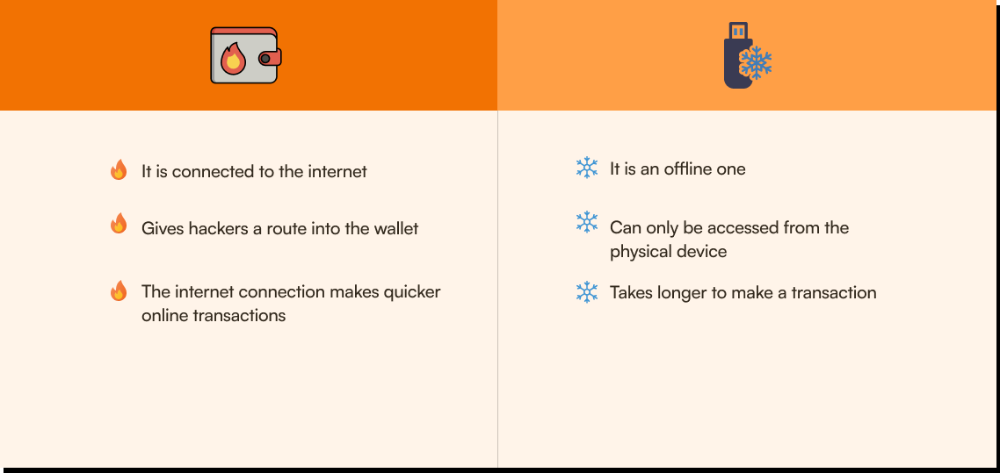 It is connected to the internet
Gives hackers a route into the wallet
The internet connection makes quicker
online transactions
It is an offline one
Can only be accessed from the
physical device
Takes longer to make a transaction